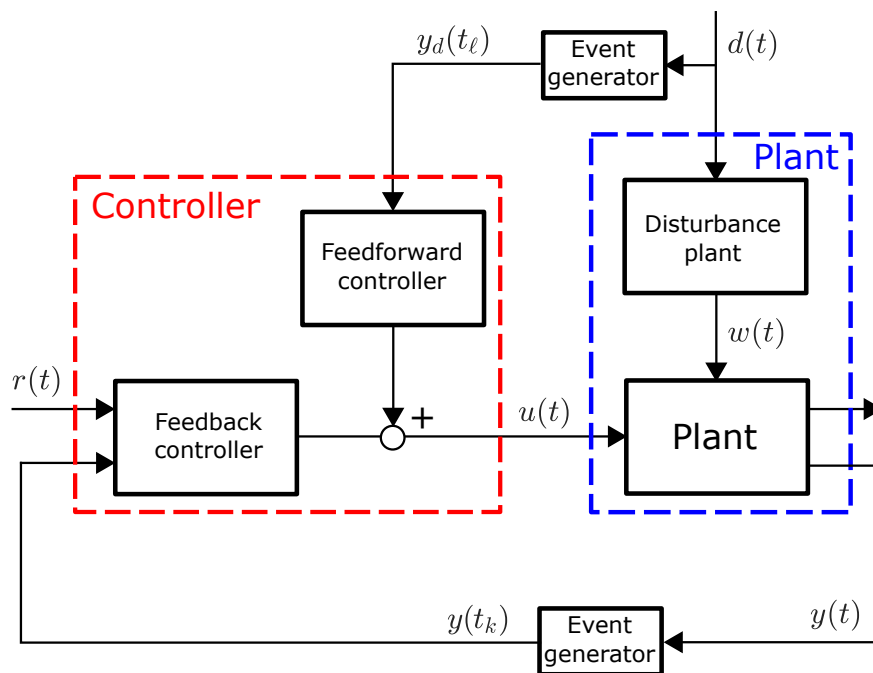 y_d(t_ℓ)
Event
generator
d(t)
Plant
Controller
Feedforward
controller
Disturbance
plant
w(t)
r(t)
Feedback
controller
+
u(t)
Plant
y(t_k)
Event
generator
y(t)